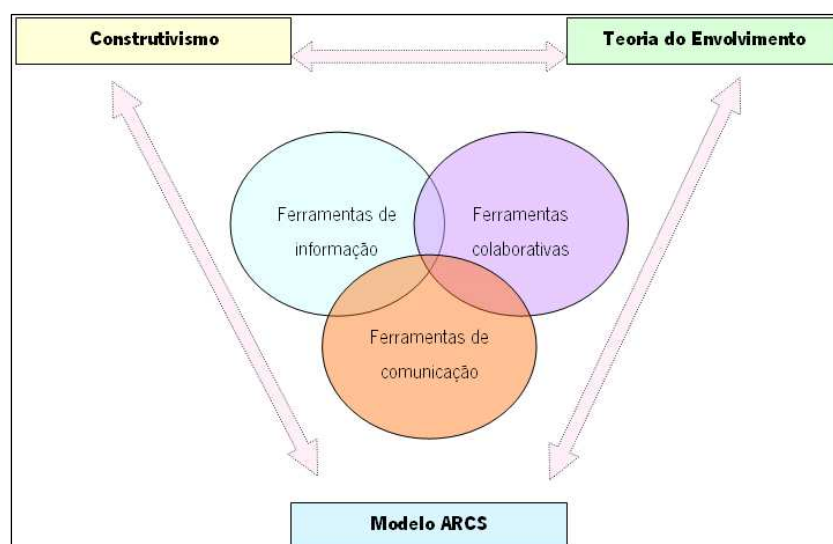 Construtivismo
Teoria do Envolvimento
Ferramentas de
informação
Ferramentas
colaborativas
Ferramentas de
comunicação
Modelo ARCS